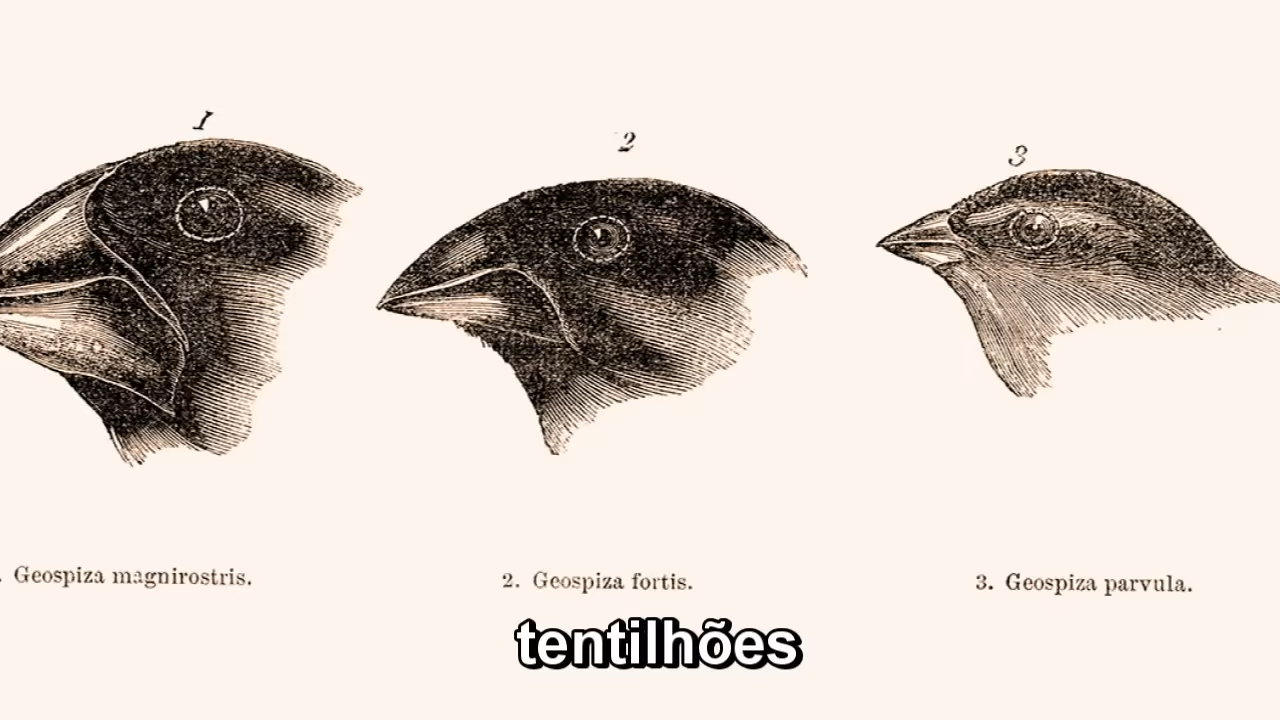 1
2
3
. Geospiza magnirostris.
2. Geospiza fortis.
3. Geospiza parvula.
tentilhões